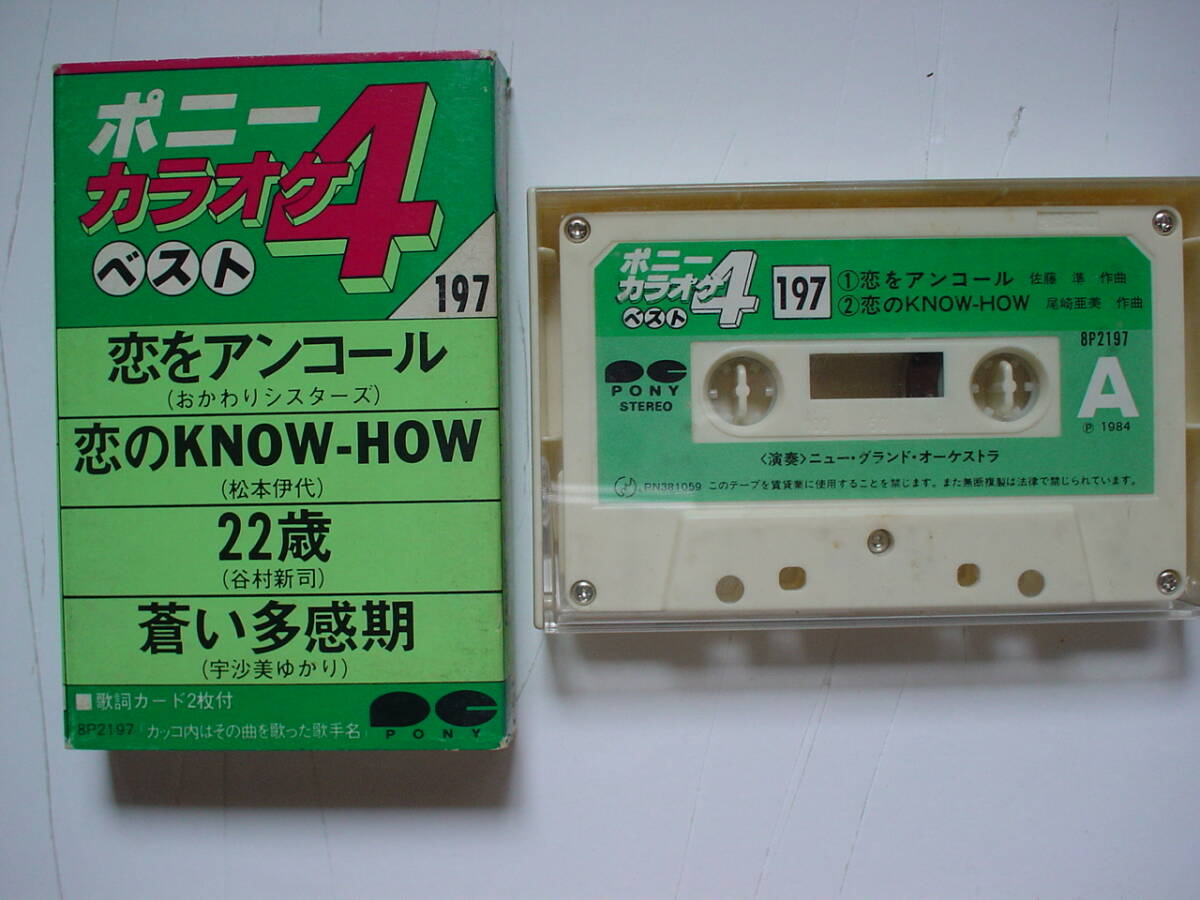 ポニー
カラオケ4
ベスト
197
恋をアンコール
(おかわりシスターズ)
恋のKNOW-HOW
(松本伊代)
22歳
(谷村新司)
蒼い多感期
(宇沙美ゆかり)
■歌詞カード2枚付
8P2197「カッコ内はその曲を歌った歌手名」
PONY
ポニー
カラオケ4
ベスト
197
①恋をアンコール 佐藤 準 作曲
②恋のKNOW-HOW 尾崎亜美 作曲
8P2197
PONY
STEREO
A
Ⓟ 1984
〈演奏〉ニュー・グランド・オーケストラ
PN381059 このテープを賃貸業に使用することを禁じます。また無断複製は法律で禁じられています。